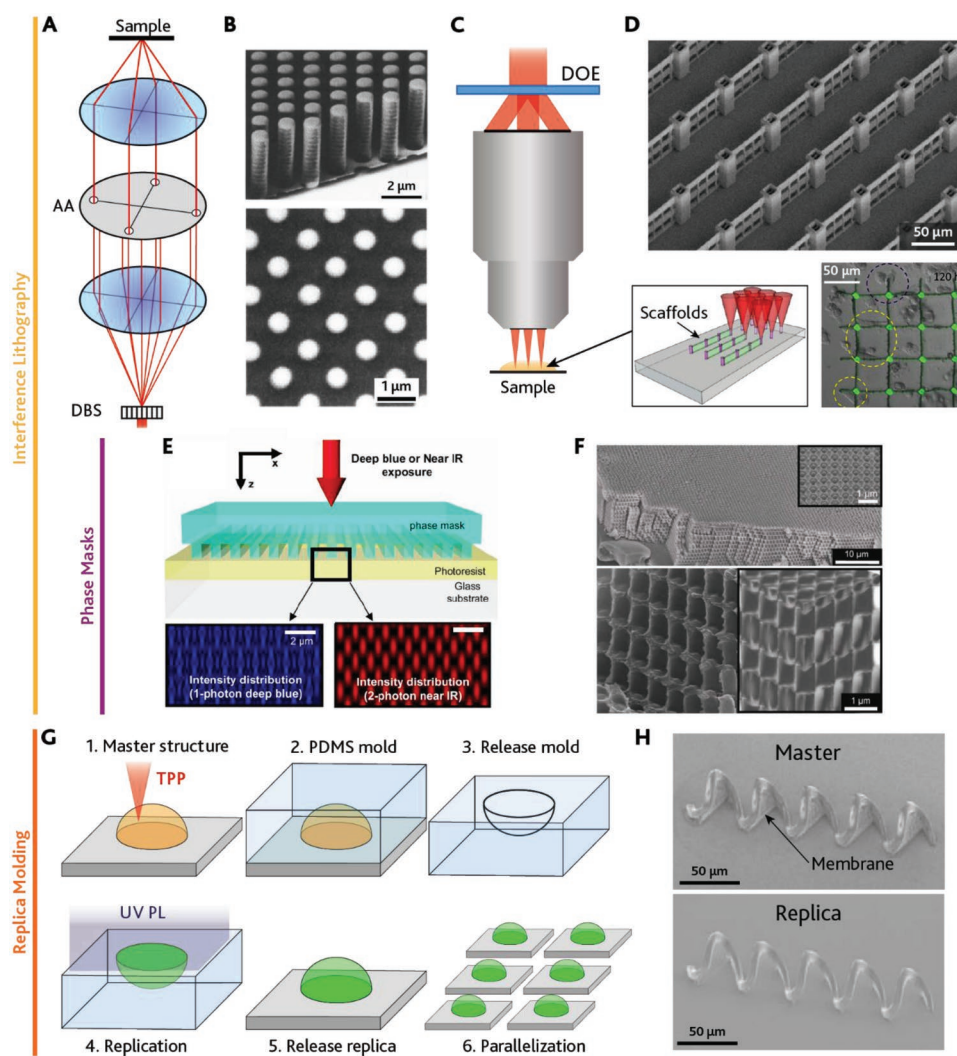 Interference Lithography
Phase Masks
Replica Molding
A
Sample
AA
DBS
B
2 µm
1 µm
C
DOE
Sample
D
50 µm
Scaffolds
50 µm
120
E
x
z
Deep blue or Near IR
exposure
phase mask
Photoresist
Glass
substrate
2 µm
Intensity distribution
(1-photon deep blue)
Intensity distribution
(2-photon near IR)
F
1 µm
10 µm
1 µm
G
1. Master structure
TPP
2. PDMS mold
3. Release mold
UV PL
4. Replication
5. Release replica
6. Parallelization
H
Master
Membrane
50 µm
Replica
50 µm